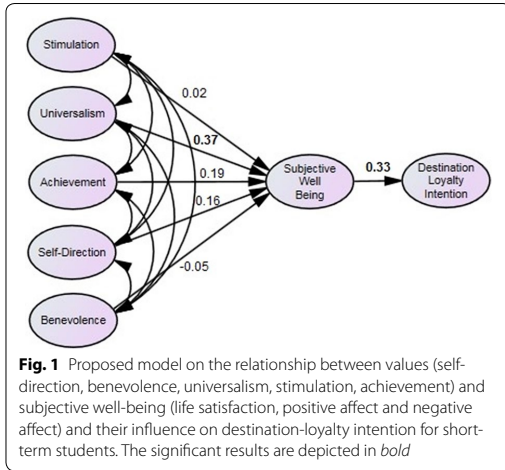 Stimulation
0.02
Universalism
0.37
Achievement
0.19
Subjective
Well
Being
0.33
Destination
Loyalty
Intention
0.16
Self-Direction
-0.05
Benevolence
Fig. 1 Proposed model on the relationship between values (self-
direction, benevolence, universalism, stimulation, achievement) and
subjective well-being (life satisfaction, positive affect and negative
affect) and their influence on destination-loyalty intention for short-
term students. The significant results are depicted in bold